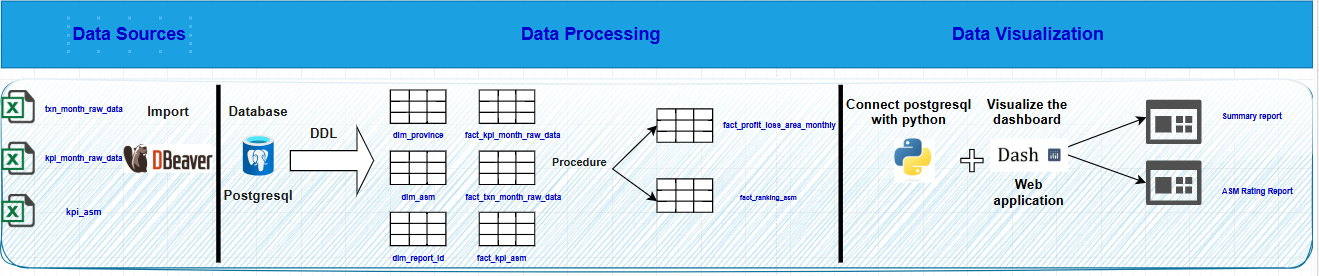 Data Sources
Data Processing
Data Visualization
txn_month_raw_data
kpi_month_raw_data
kpi_asm
Import
DBeaver
Database
Postgresql
DDL
dim_province
fact_kpi_month_raw_data
dim_asm
fact_txn_month_raw_data
dim_report_id
fact_kpi_asm
Procedure
fact_profit_loss_area_monthly
fact_ranking_asm
Connect postgresql
with python
Visualize the
dashboard
Dash
Web
application
Summary report
ASM Rating Report